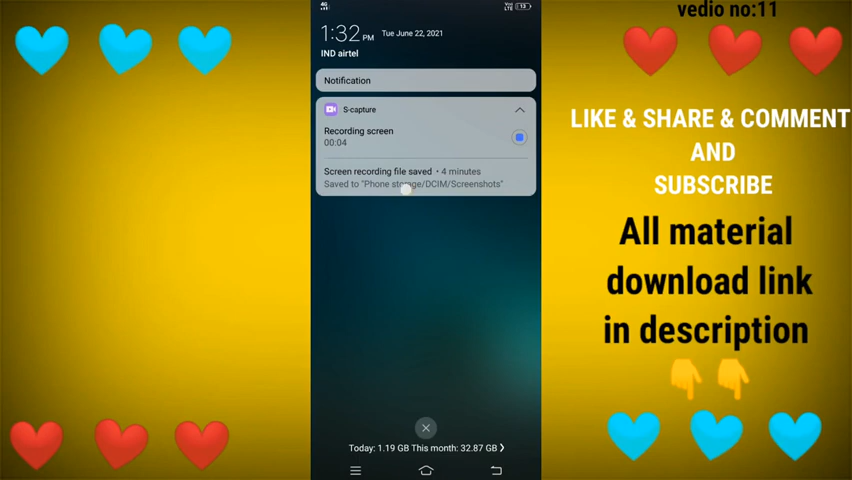 vedio no:11
4G
1:32 PM
Tue June 22, 2021
IND airtel
Notification
S-capture
Recording screen
00:04
Screen recording file saved • 4 minutes
Saved to "Phone storage/DCIM/Screenshots"
Today: 1.19 GB This month: 32.87 GB
LIKE & SHARE & COMMENT
AND
SUBSCRIBE
All material
download link
in description